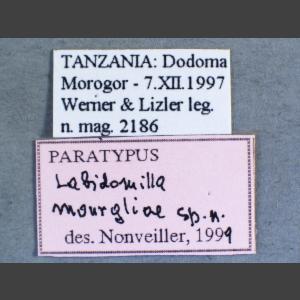 TANZANIA: Dodoma
Morogor - 7.XII.1997
Werner & Lizler leg.
n. mag. 2186
PARATYPUS
Labidomilla
mourgliae sp.n.
des. Nonveiller, 1999